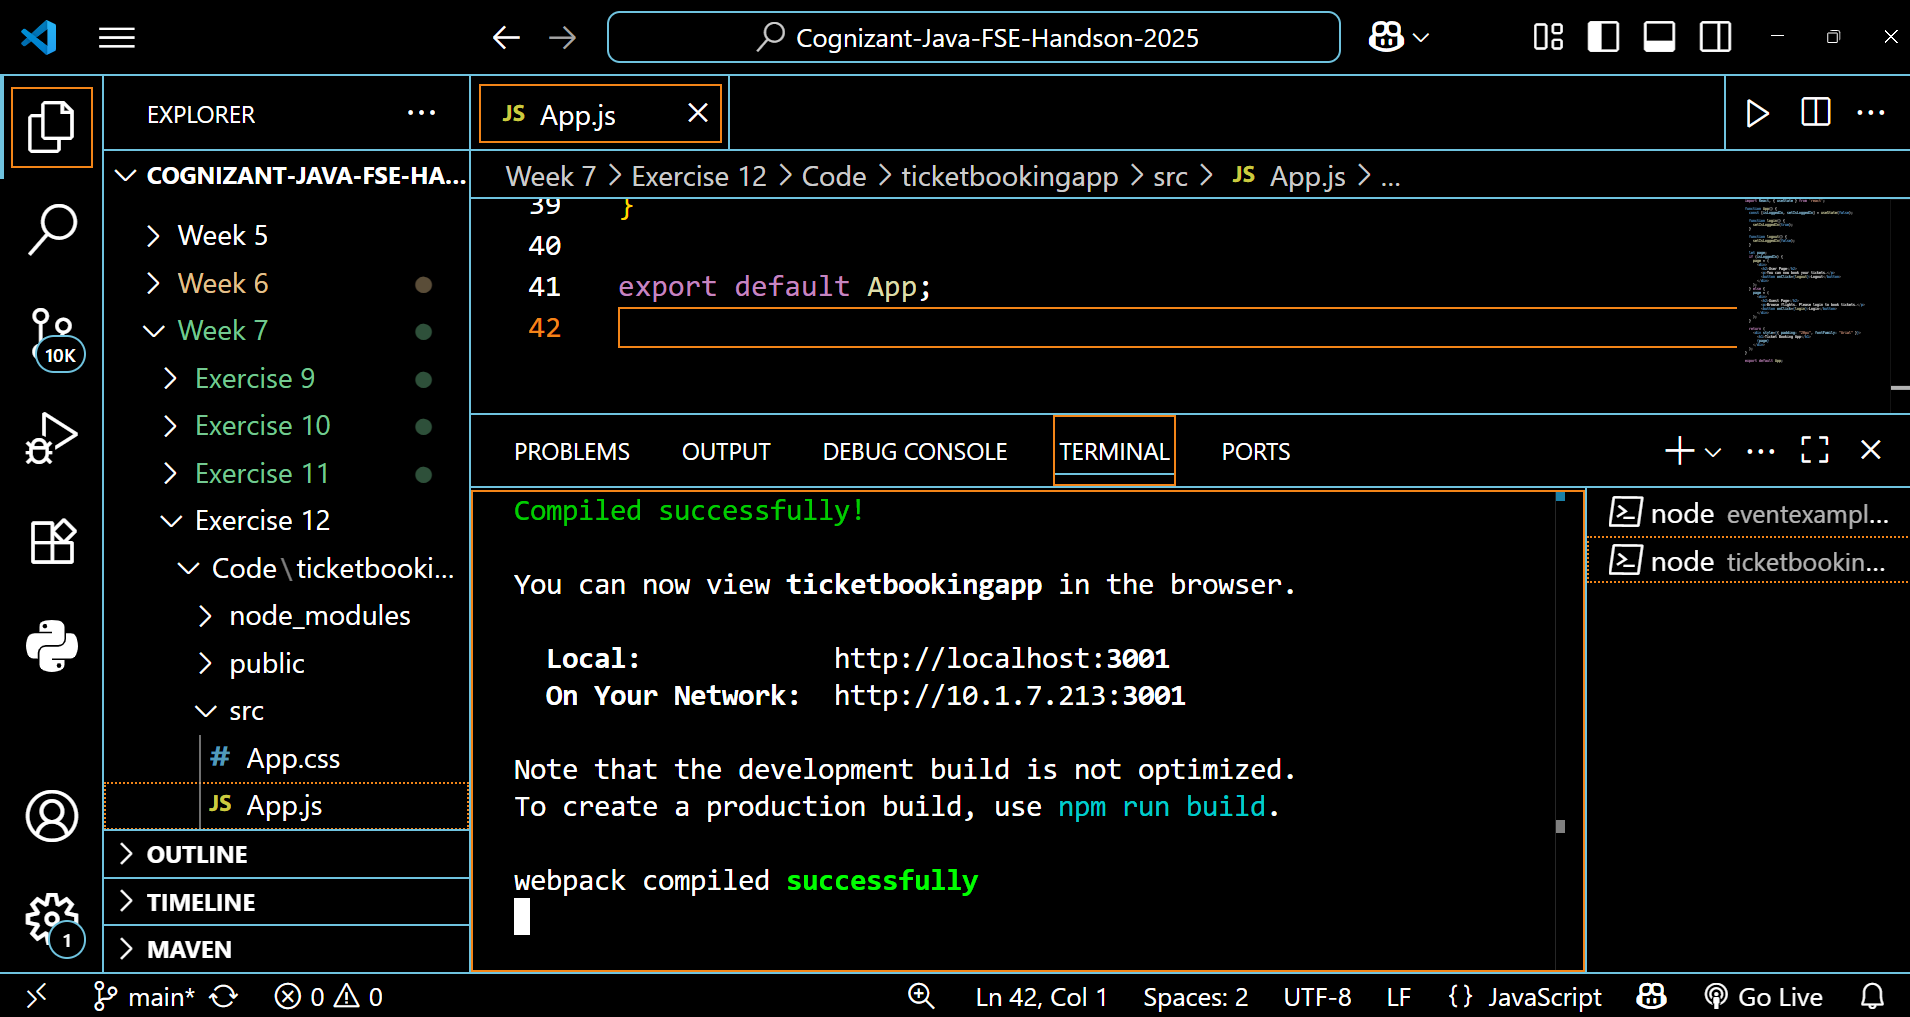 Cognizant-Java-FSE-Handson-2025
EXPLORER
JS App.js
COGNIZANT-JAVA-FSE-HA...
Week 7 > Exercise 12 > Code > ticketbookingapp > src > JS App.js > ...
Week 5
Week 6
Week 7
Exercise 9
Exercise 10
Exercise 11
Exercise 12
Code\ticketbooki...
node_modules
public
src
# App.css
JS App.js
OUTLINE
TIMELINE
MAVEN
10K
1
39 }
40
41 export default App;
42
PROBLEMS OUTPUT DEBUG CONSOLE TERMINAL PORTS
Compiled successfully!
You can now view ticketbookingapp in the browser.
Local: http://localhost:3001
On Your Network: http://10.1.7.213:3001
Note that the development build is not optimized.
To create a production build, use npm run build.
webpack compiled successfully
node eventexampl...
node ticketbookin...
main* 0 0 Ln 42, Col 1 Spaces: 2 UTF-8 LF {} JavaScript Go Live